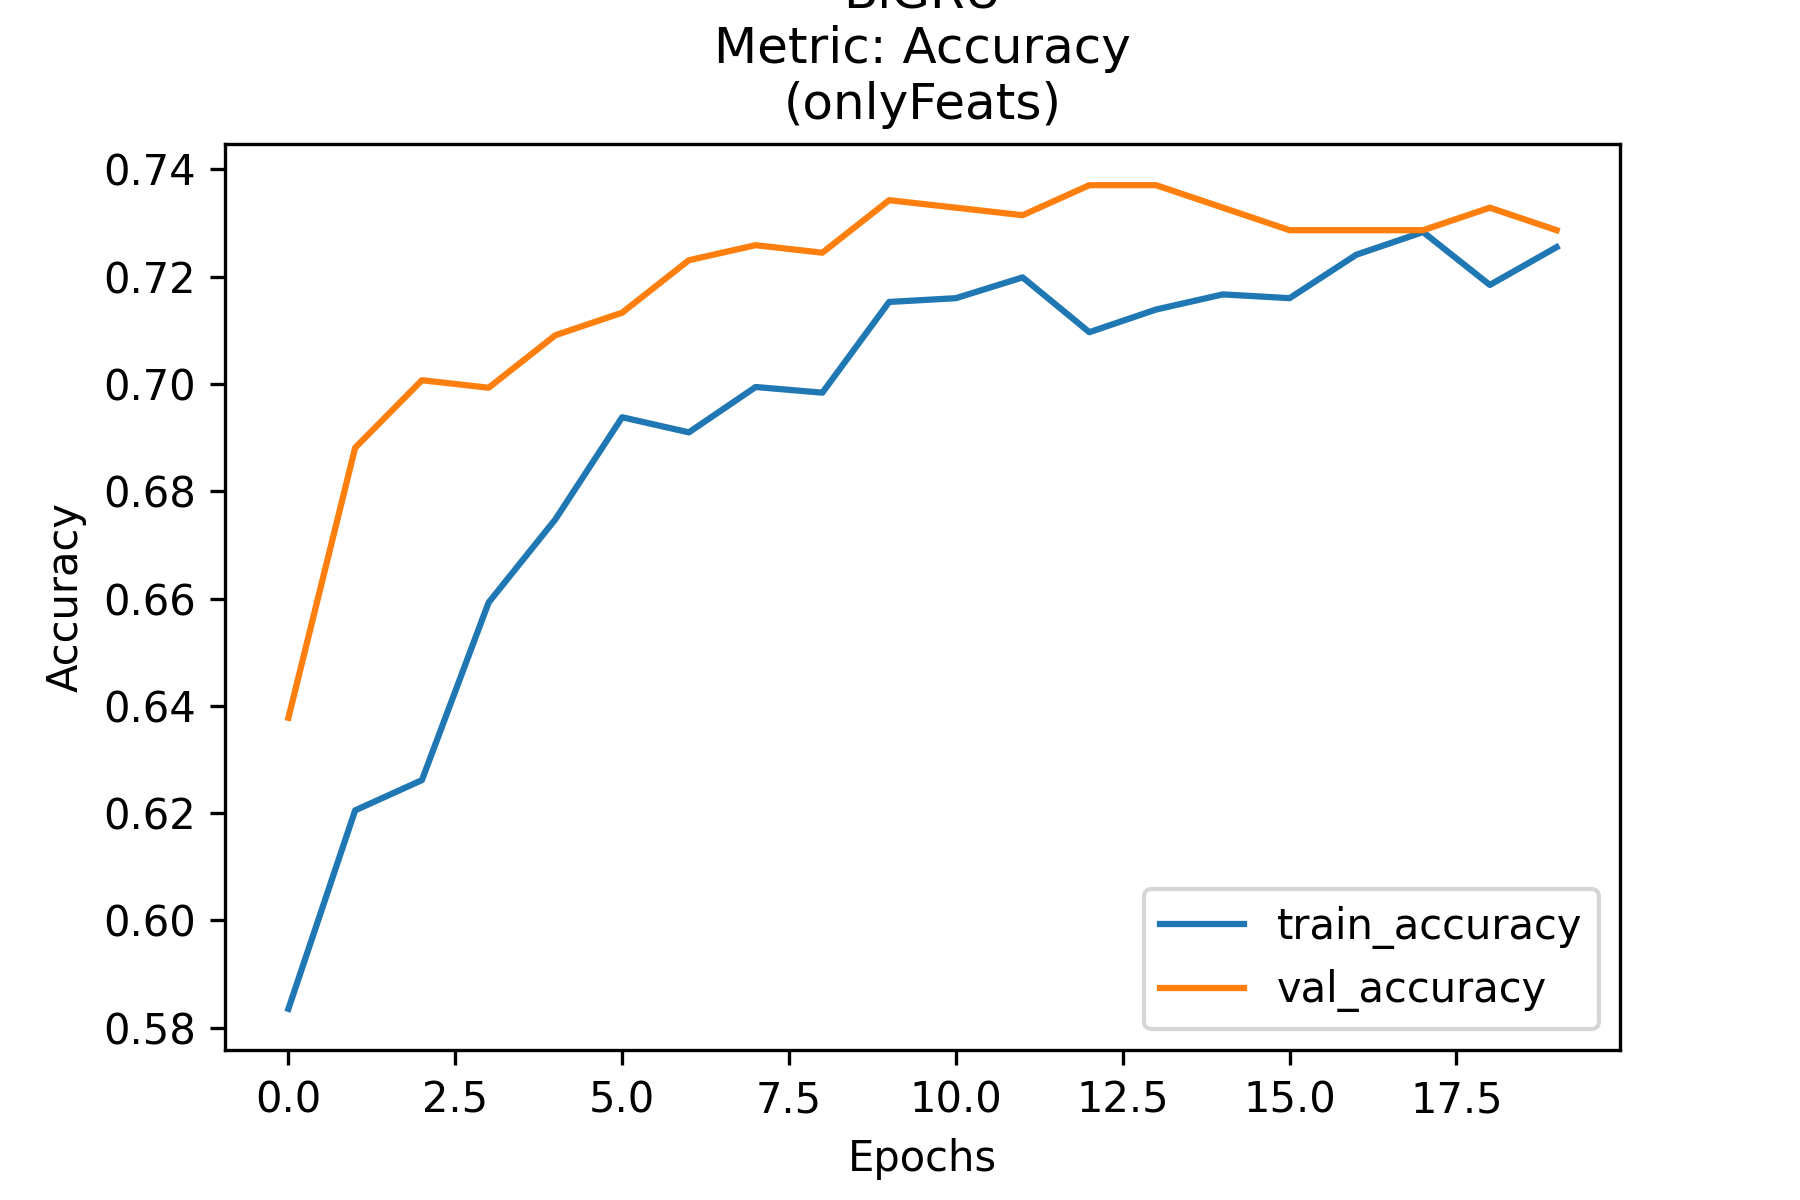 BiGRU
Metric: Accuracy
(onlyFeats)
0.74
0.72
0.70
0.68
0.66
0.64
0.62
0.60
0.58
Accuracy
train_accuracy
val_accuracy
0.0 2.5 5.0 7.5 10.0 12.5 15.0 17.5
Epochs